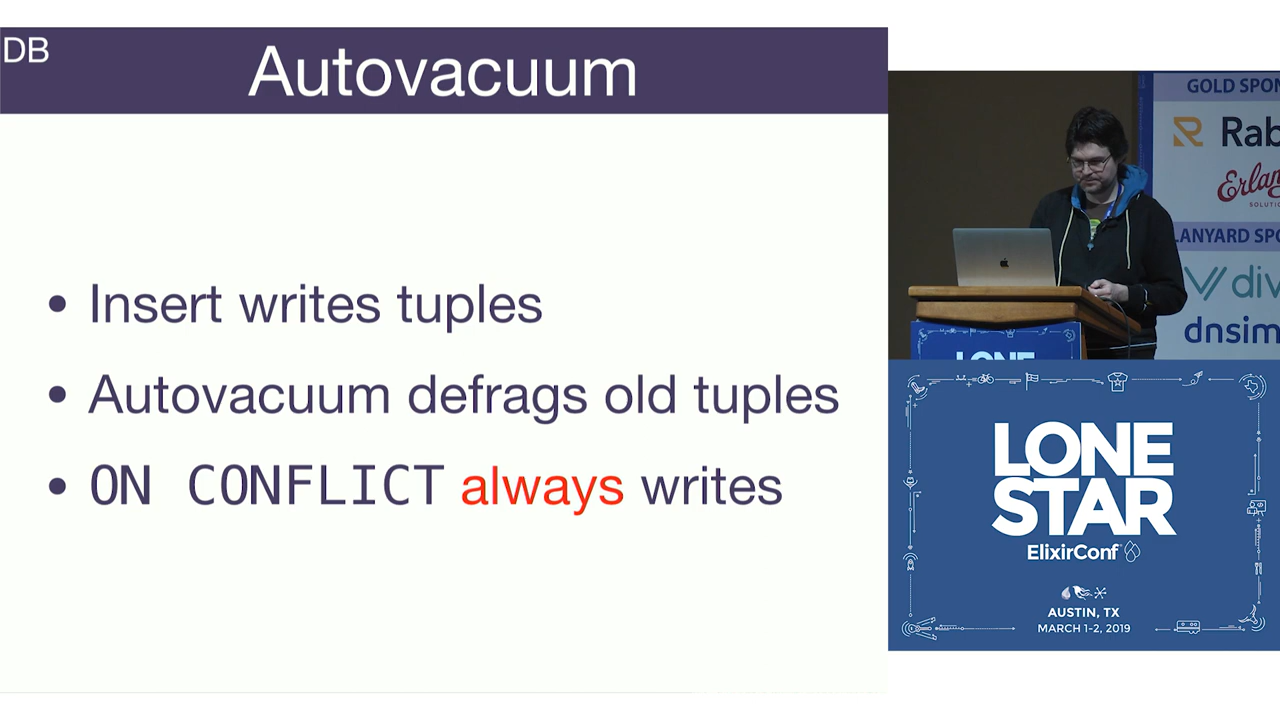 DB
Autovacuum
• Insert writes tuples
• Autovacuum defrags old tuples
• ON CONFLICT always writes
GOLD SPON
Rab
Erlan
SOLUTIO
LANYARD SPO
div
dnsim
LONE
LONE
STAR
ElixirConf
AUSTIN, TX
MARCH 1-2, 2019